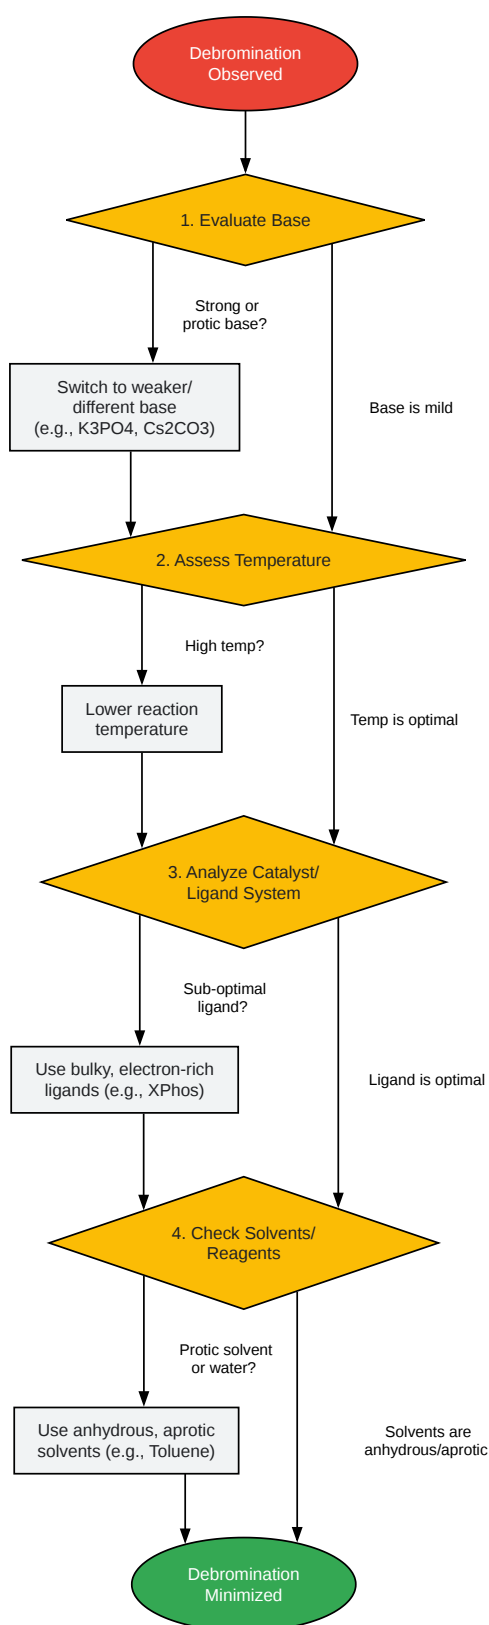 Debromination
Observed
1. Evaluate Base
Strong or
protic base?
Switch to weaker/
different base
(e.g., K3PO4, Cs2CO3)
Base is mild
2. Assess Temperature
High temp?
Lower reaction
temperature
Temp is optimal
3. Analyze Catalyst/
Ligand System
Sub-optimal
ligand?
Use bulky, electron-rich
ligands (e.g., XPhos)
Ligand is optimal
4. Check Solvents/
Reagents
Protic solvent
or water?
Use anhydrous, aprotic
solvents (e.g., Toluene)
Solvents are
anhydrous/aprotic
Debromination
Minimized